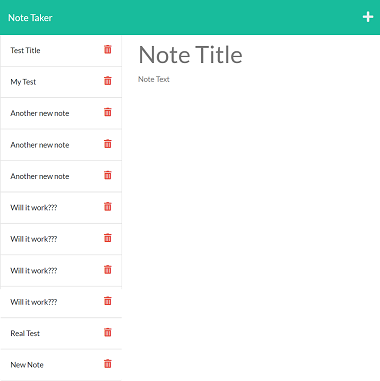 Note Taker
Test Title
My Test
Another new note
Another new note
Another new note
Will it work???
Will it work???
Will it work???
Will it work???
Real Test
New Note
Note Title
Note Text